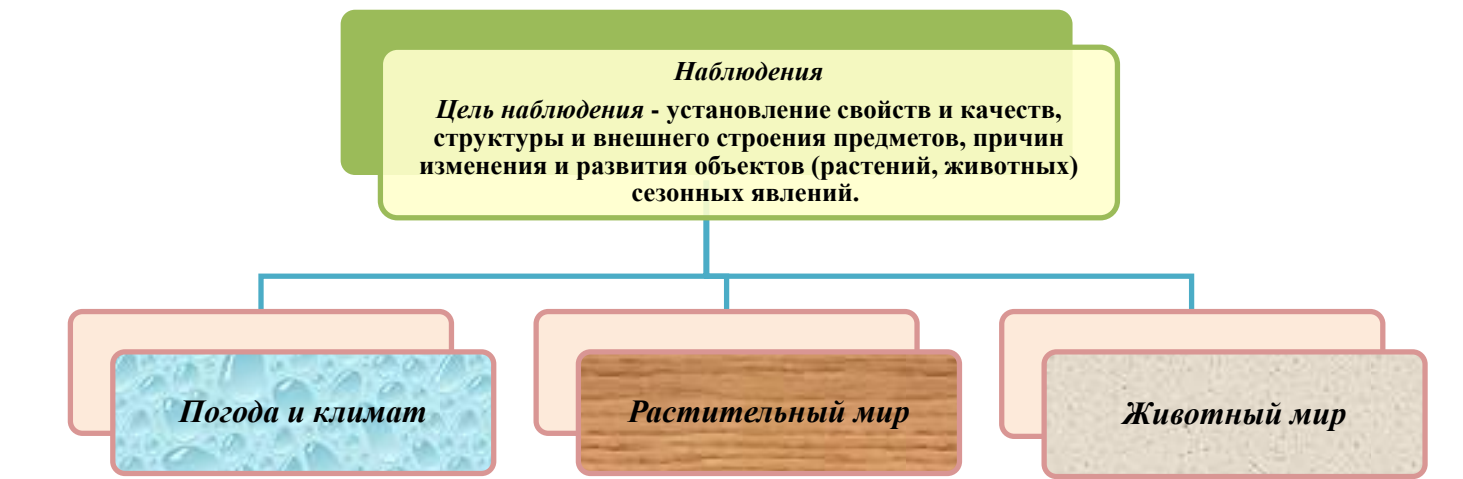 Наблюдения
Цель наблюдения - установление свойств и качеств,
структуры и внешнего строения предметов, причин
изменения и развития объектов (растений, животных)
сезонных явлений.
Погода и климат
Растительный мир
Животный мир